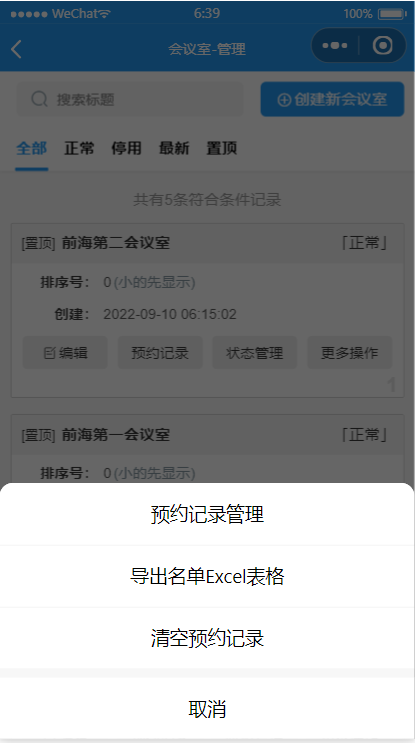 WeChat 6:39 100%
会议室-管理
搜索标题 创建新会议室
全部 正常 停用 最新 置顶
共有5条符合条件记录
[置顶] 前海第二会议室 「正常」
排序号: 0 (小的先显示)
创建: 2022-09-10 06:15:02
编辑 预约记录 状态管理 更多操作
1
[置顶] 前海第一会议室 「正常」
排序号: 0 (小的先显示)
预约记录管理
导出名单Excel表格
清空预约记录
取消